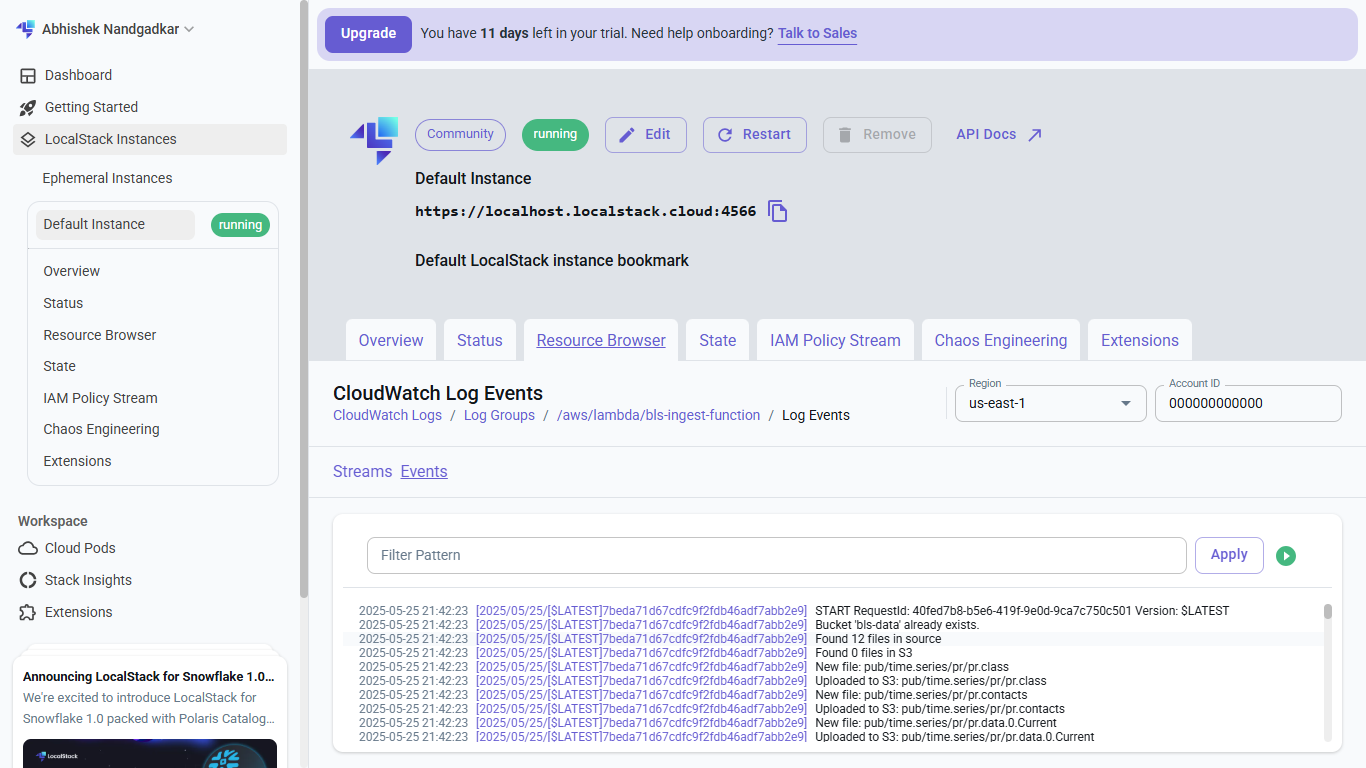 Abhishek Nandgadkar
Dashboard
Getting Started
LocalStack Instances
Ephemeral Instances
Default Instance running
Overview
Status
Resource Browser
State
IAM Policy Stream
Chaos Engineering
Extensions
Workspace
Cloud Pods
Stack Insights
Extensions
Announcing LocalStack for Snowflake 1.0...
We're excited to introduce LocalStack for
Snowflake 1.0 packed with Polaris Catalog...
LocalStack
Upgrade You have 11 days left in your trial. Need help onboarding? Talk to Sales
Community running Edit Restart Remove API Docs
Default Instance
https://localhost.localstack.cloud:4566
Default LocalStack instance bookmark
Overview Status Resource Browser State IAM Policy Stream Chaos Engineering Extensions
CloudWatch Log Events
CloudWatch Logs / Log Groups / /aws/lambda/bls-ingest-function / Log Events
Region
us-east-1
Account ID
000000000000
Streams Events
Filter Pattern Apply
2025-05-25 21:42:23 [2025/05/25/[$LATEST]7beda71d67cdfc9f2fdb46adf7abb2e9] START RequestId: 40fed7b8-b5e6-419f-9e0d-9ca7c750c501 Version: $LATEST
2025-05-25 21:42:23 [2025/05/25/[$LATEST]7beda71d67cdfc9f2fdb46adf7abb2e9] Bucket 'bls-data' already exists.
2025-05-25 21:42:23 [2025/05/25/[$LATEST]7beda71d67cdfc9f2fdb46adf7abb2e9] Found 12 files in source
2025-05-25 21:42:23 [2025/05/25/[$LATEST]7beda71d67cdfc9f2fdb46adf7abb2e9] Found 0 files in S3
2025-05-25 21:42:23 [2025/05/25/[$LATEST]7beda71d67cdfc9f2fdb46adf7abb2e9] New file: pub/time.series/pr/pr.class
2025-05-25 21:42:23 [2025/05/25/[$LATEST]7beda71d67cdfc9f2fdb46adf7abb2e9] Uploaded to S3: pub/time.series/pr/pr.class
2025-05-25 21:42:23 [2025/05/25/[$LATEST]7beda71d67cdfc9f2fdb46adf7abb2e9] New file: pub/time.series/pr/pr.contacts
2025-05-25 21:42:23 [2025/05/25/[$LATEST]7beda71d67cdfc9f2fdb46adf7abb2e9] Uploaded to S3: pub/time.series/pr/pr.contacts
2025-05-25 21:42:23 [2025/05/25/[$LATEST]7beda71d67cdfc9f2fdb46adf7abb2e9] New file: pub/time.series/pr/pr.data.0.Current
2025-05-25 21:42:23 [2025/05/25/[$LATEST]7beda71d67cdfc9f2fdb46adf7abb2e9] Uploaded to S3: pub/time.series/pr/pr.data.0.Current